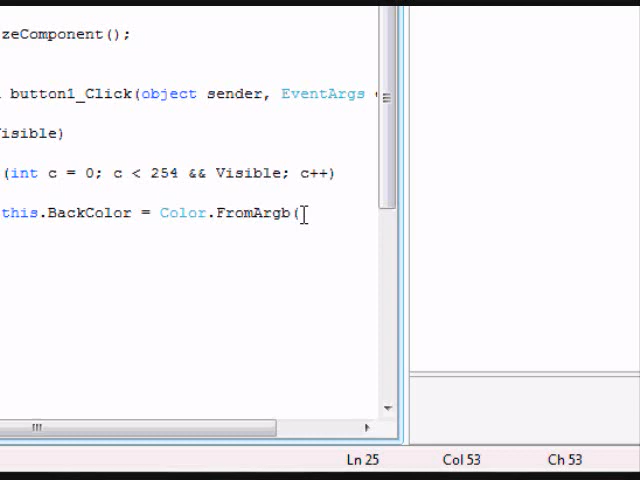 zeComponent();
button1_Click(object sender, EventArgs
isible)
(int c = 0; c < 254 && Visible; c++)
this.BackColor = Color.FromArgb(
Ln 25 Col 53 Ch 53